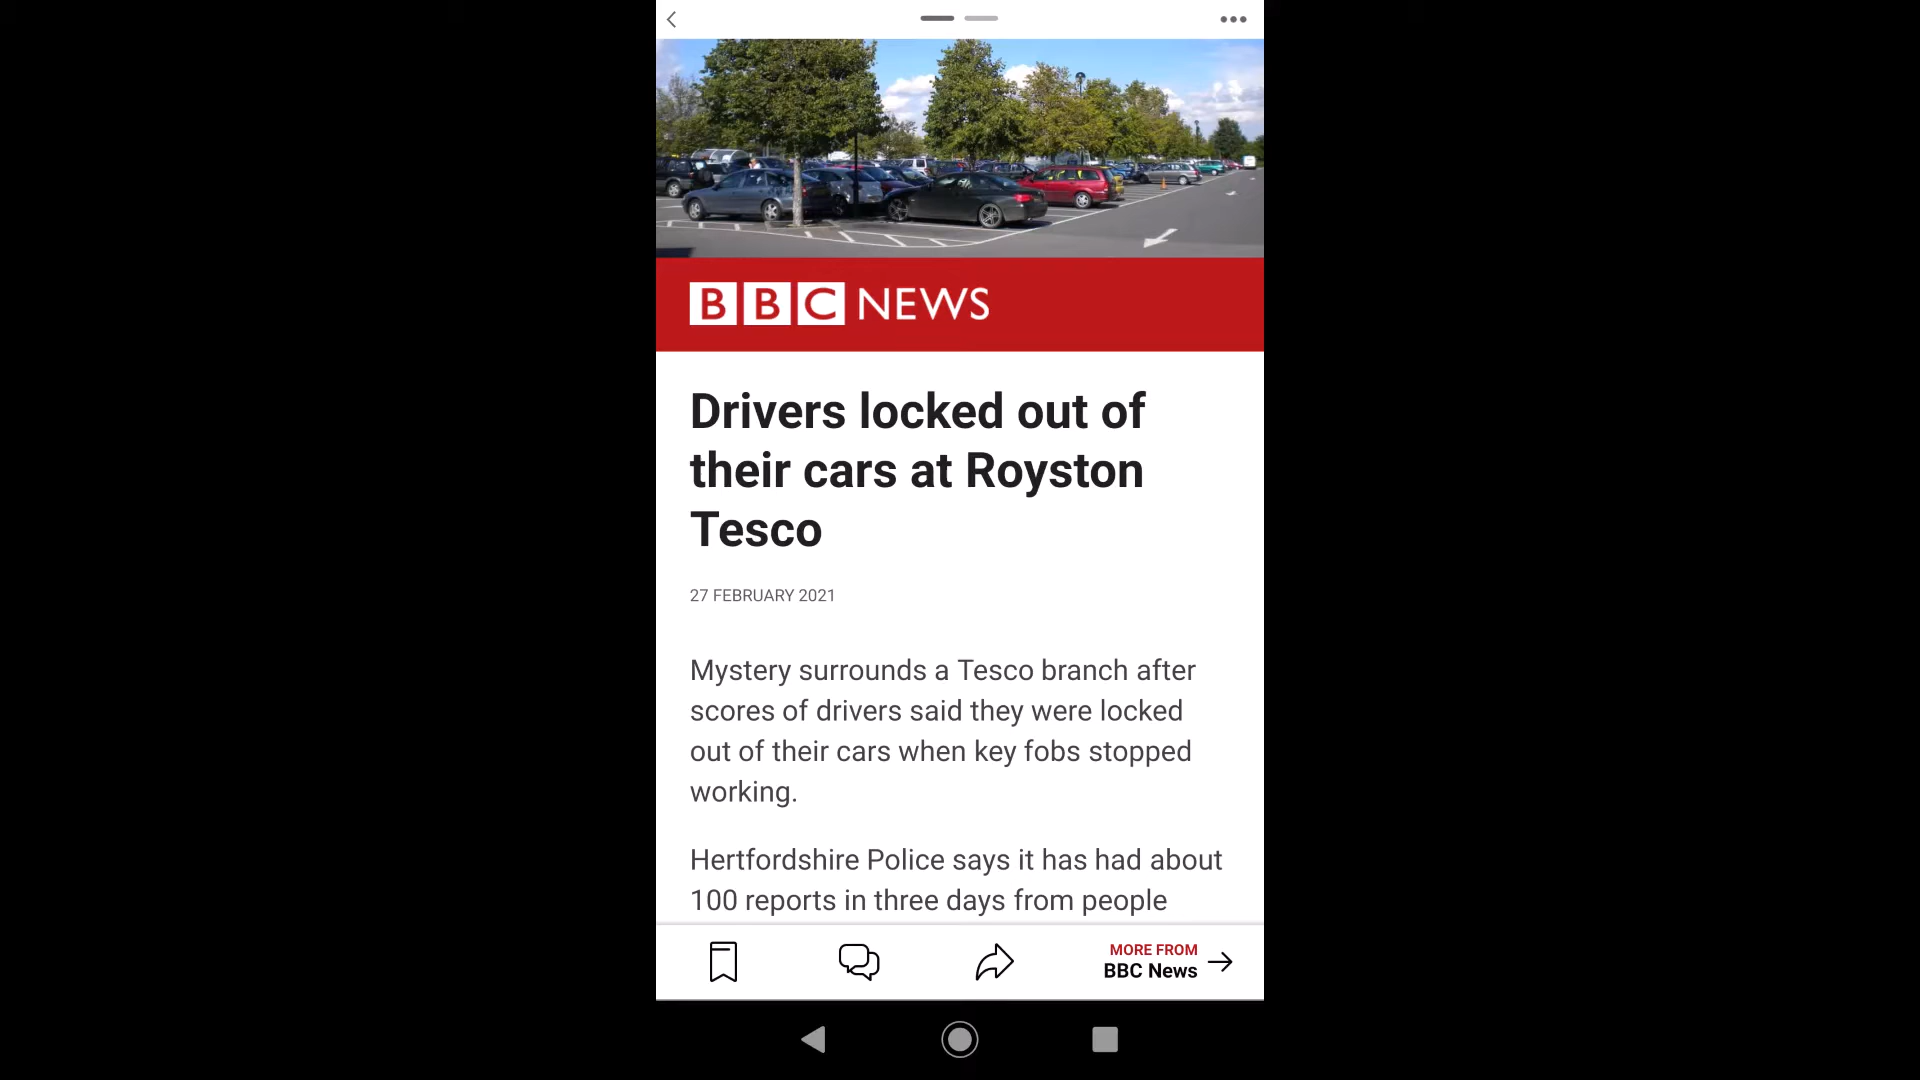 BBC NEWS
Drivers locked out of
their cars at Royston
Tesco
27 FEBRUARY 2021
Mystery surrounds a Tesco branch after
scores of drivers said they were locked
out of their cars when key fobs stopped
working.
Hertfordshire Police says it has had about
100 reports in three days from people
MORE FROM
BBC News